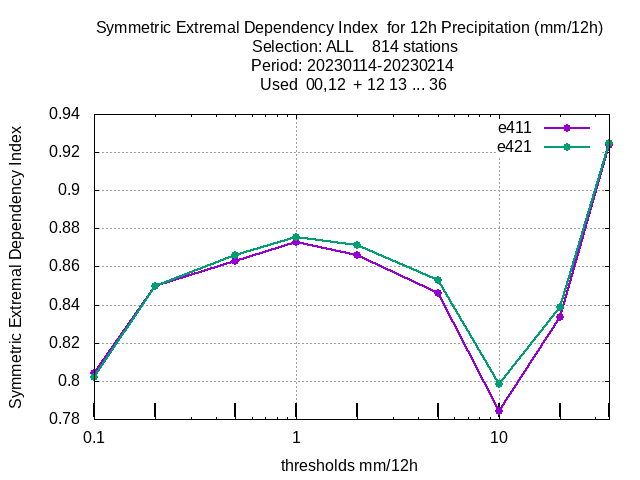 Symmetric Extremal Dependency Index  for 12h Precipitation (mm/12h)
Selection: ALL    814 stations
Period: 20230114-20230214
Used  00,12  + 12 13 ... 36
e411
e421
0.94
0.92
0.9
0.88
0.86
0.84
0.82
0.8
0.78
Symmetric Extremal Dependency Index
0.1
1
10
thresholds mm/12h